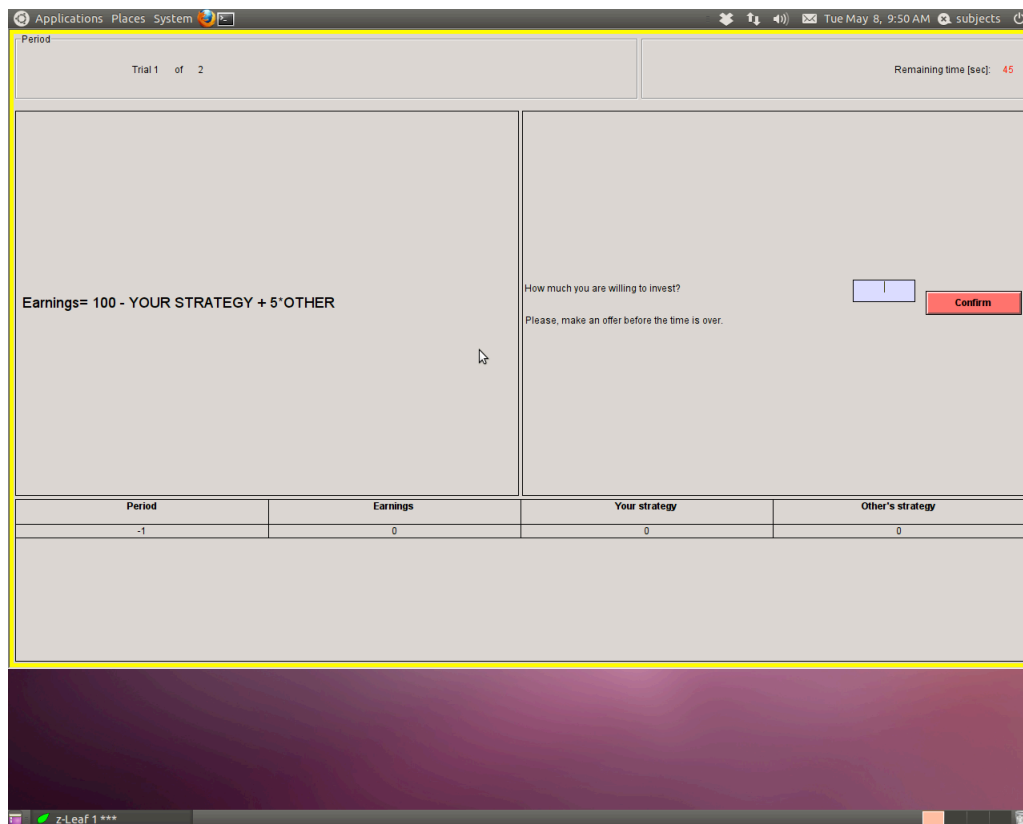 Applications Places System Tue May 8, 9:50 AM subjects
Period
Trial 1 of 2
Remaining time [sec]: 45
Earnings= 100 - YOUR STRATEGY + 5*OTHER
How much you are willing to invest?
Confirm
Please, make an offer before the time is over.
Period Earnings Your strategy Other's strategy
-1 0 0 0
z-Leaf 1 ***